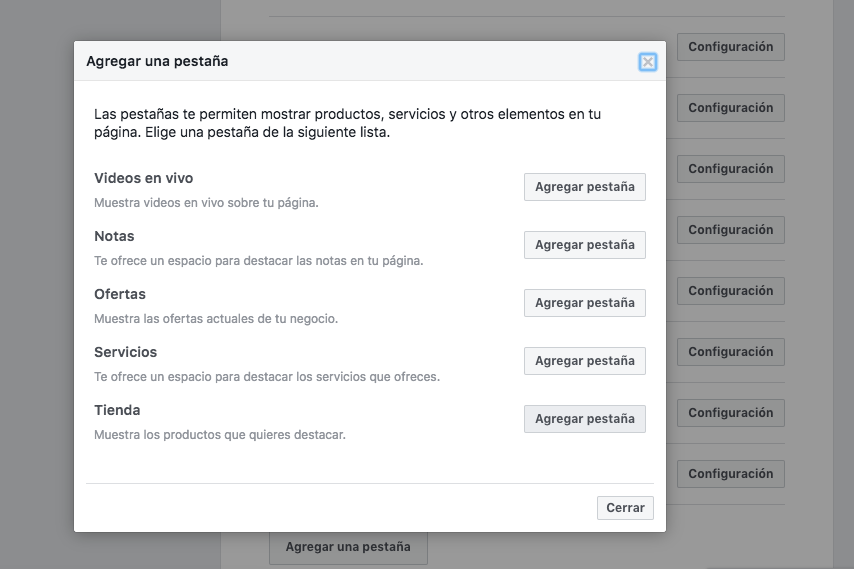 Configuración
Agregar una pestaña
Configuración
Las pestañas te permiten mostrar productos, servicios y otros elementos en tu
página. Elige una pestaña de la siguiente lista.
Configuración
Videos en vivo
Agregar pestaña
Muestra videos en vivo sobre tu página.
Configuración
Notas
Agregar pestaña
Te ofrece un espacio para destacar las notas en tu página.
Configuración
Ofertas
Agregar pestaña
Muestra las ofertas actuales de tu negocio.
Configuración
Servicios
Agregar pestaña
Te ofrece un espacio para destacar los servicios que ofreces.
Configuración
Tienda
Agregar pestaña
Muestra los productos que quieres destacar.
Configuración
Cerrar
Agregar una pestaña